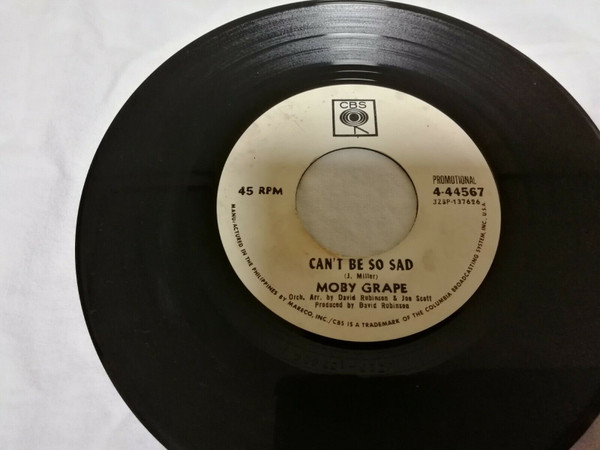 CBS
45 RPM
PROMOTIONAL
4-44567
JZSP-137626
CAN'T BE SO SAD
(J. Miller)
MOBY GRAPE
Orch. Arr. by David Rubinson & Joe Scott
Produced by David Rubinson
MANUFACTURED IN THE PHILIPPINES BY MARECO, INC./CBS IS A TRADEMARK OF THE COLUMBIA BROADCASTING SYSTEM, INC. U.S.A.